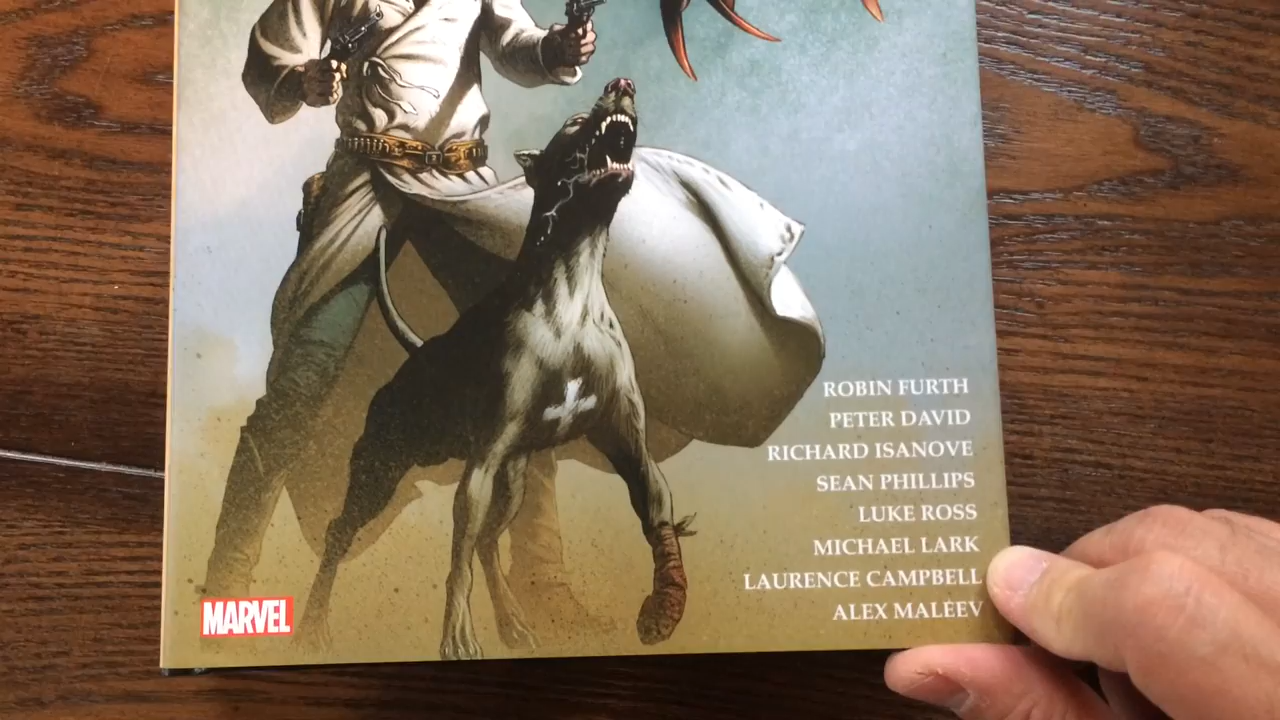 ROBIN FURTH
PETER DAVID
RICHARD ISANOVE
SEAN PHILLIPS
LUKE ROSS
MICHAEL LARK
LAURENCE CAMPBELL
ALEX MALEEV
MARVEL